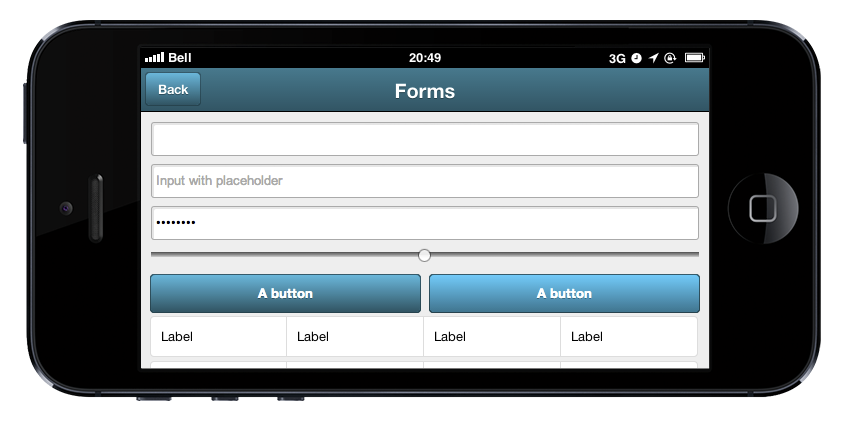 Bell 20:49 3G
Back Forms
Input with placeholder
••••••••
A button A button
Label Label Label Label